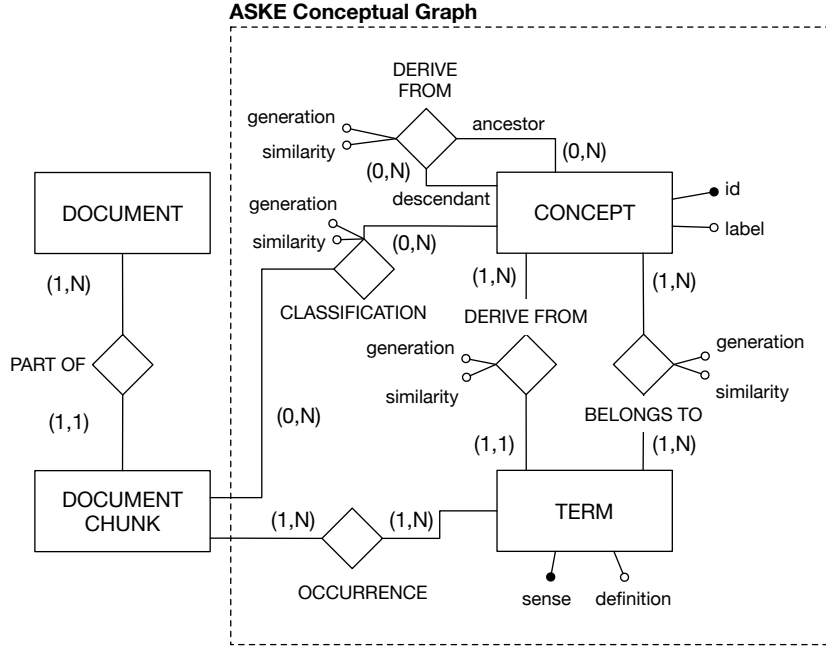 ASKE Conceptual Graph
DERIVE
FROM
generation
ancestor
similarity
(0,N)
(0,N)
descendant
id
DOCUMENT
CONCEPT
generation
label
similarity
(0,N)
(1,N)
(1,N)
(1,N)
CLASSIFICATION
DERIVE FROM
generation
generation
PART OF
similarity
similarity
BELONGS TO
(0,N)
(1,1)
(1,1)
(1,N)
DOCUMENT
CHUNK
TERM
(1,N)
(1,N)
OCCURRENCE
sense
definition